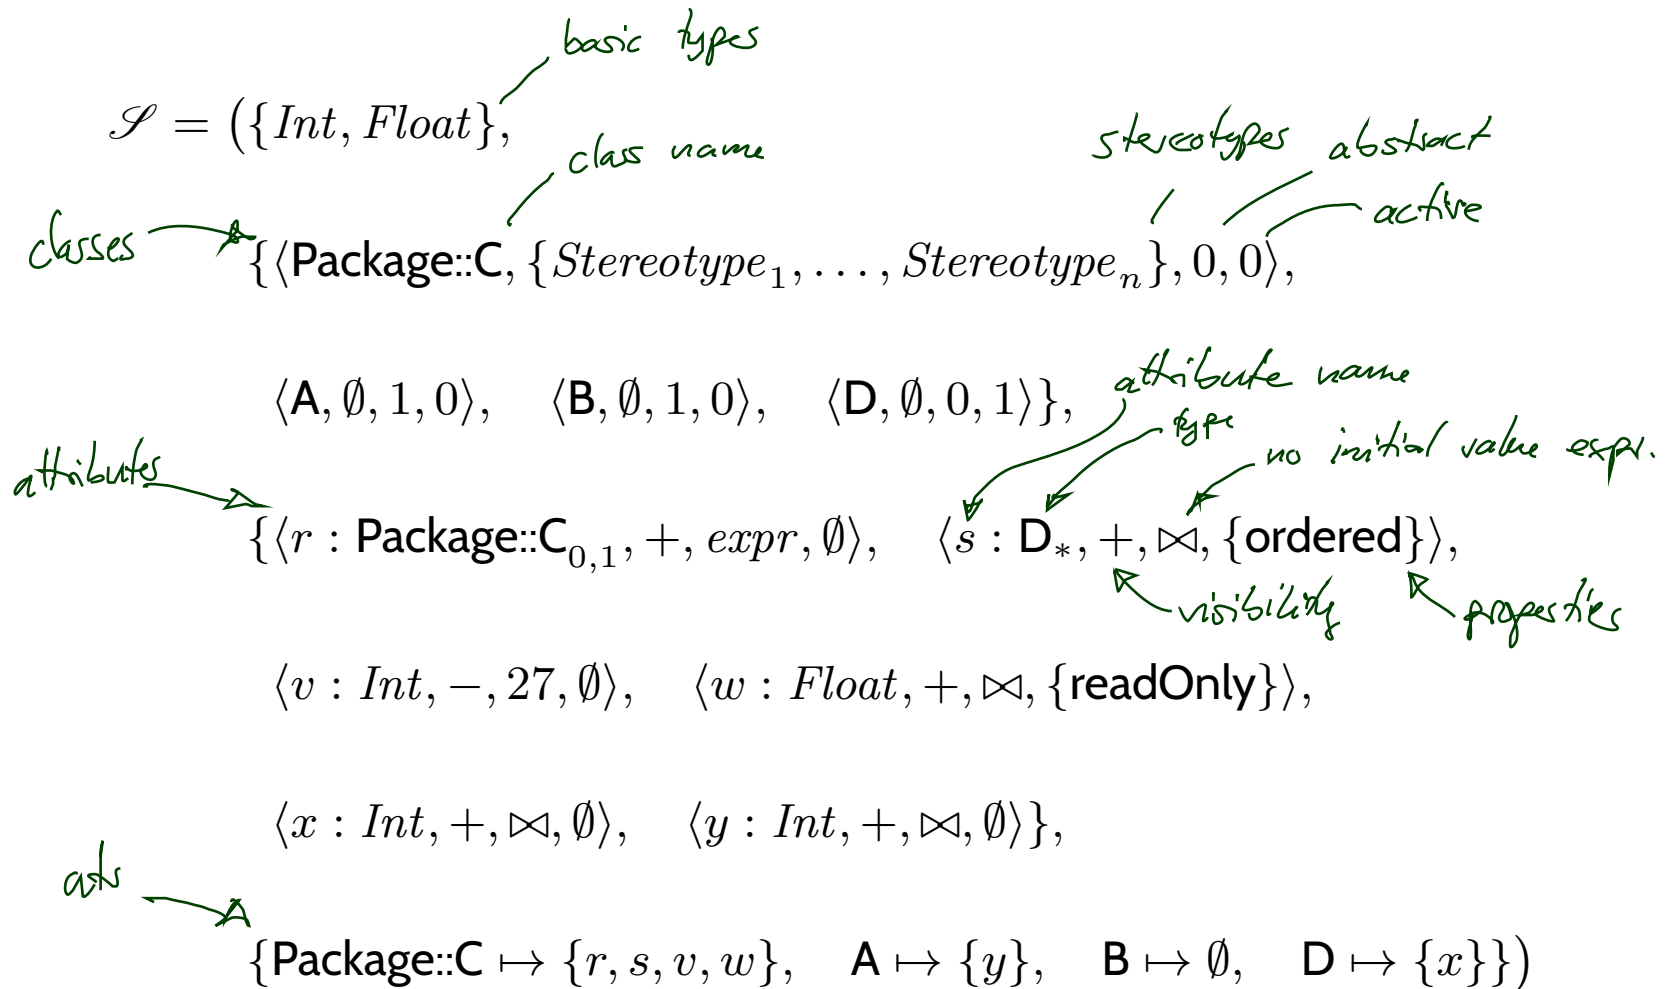 basic types
𝒮 = ({Int, Float},
class name
stereotypes abstract
classes active
{⟨Package::C, {Stereotype₁, . . . , Stereotypeₙ}, 0, 0⟩,
⟨A, ∅, 1, 0⟩, ⟨B, ∅, 1, 0⟩, ⟨D, ∅, 0, 1⟩}, attribute name
type
attributes no initial value expr.
{⟨r : Package::C₀,₁, +, expr, ∅⟩, ⟨s : D∗, +, ⋈, {ordered}⟩,
visibility properties
⟨v : Int, −, 27, ∅⟩, ⟨w : Float, +, ⋈, {readOnly}⟩,
⟨x : Int, +, ⋈, ∅⟩, ⟨y : Int, +, ⋈, ∅⟩},
atr
{Package::C ↦ {r, s, v, w}, A ↦ {y}, B ↦ ∅, D ↦ {x}})